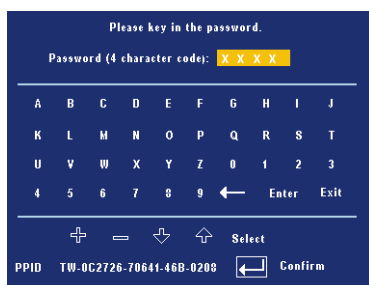 Please key in the password.
Password (4 character code): X X X X
A B C D E F G H I J
K L M N O P Q R S T
U V W X Y Z 0 1 2 3
4 5 6 7 8 9 Enter Exit
Select
PPID TW-0C2726-70641-46B-0208 Confirm